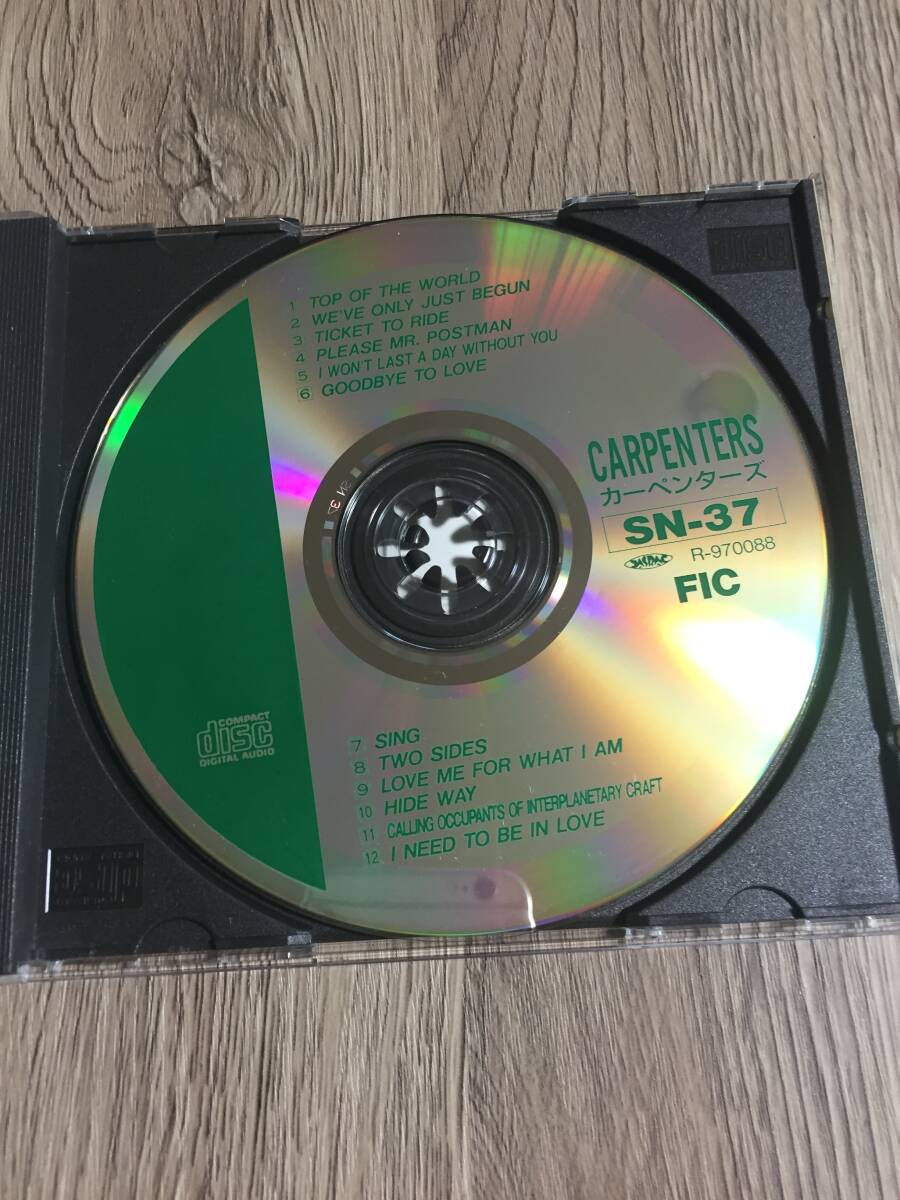 1 TOP OF THE WORLD
2 WE'VE ONLY JUST BEGUN
3 TICKET TO RIDE
4 PLEASE MR. POSTMAN
5 I WON'T LAST A DAY WITHOUT YOU
6 GOODBYE TO LOVE
CARPENTERS
カーペンターズ
SN-37
JASRAC R-970088
FIC
COMPACT
disc
DIGITAL AUDIO
7 SING
8 TWO SIDES
9 LOVE ME FOR WHAT I AM
10 HIDE WAY
11 CALLING OCCUPANTS OF INTERPLANETARY CRAFT
12 I NEED TO BE IN LOVE